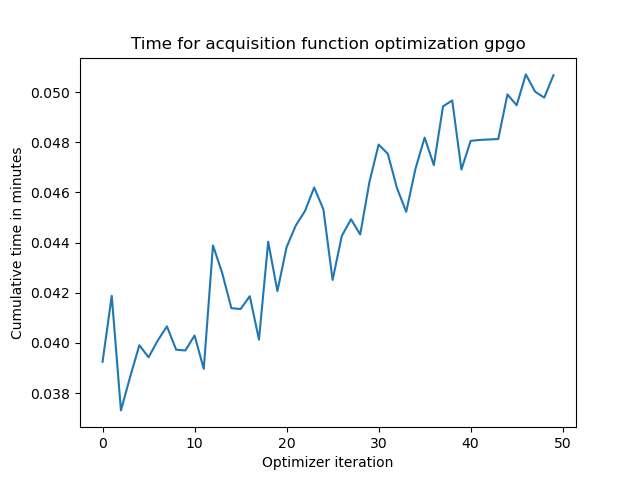 Time for acquisition function optimization gpgo
Cumulative time in minutes
0.050
0.048
0.046
0.044
0.042
0.040
0.038
0 10 20 30 40 50
Optimizer iteration